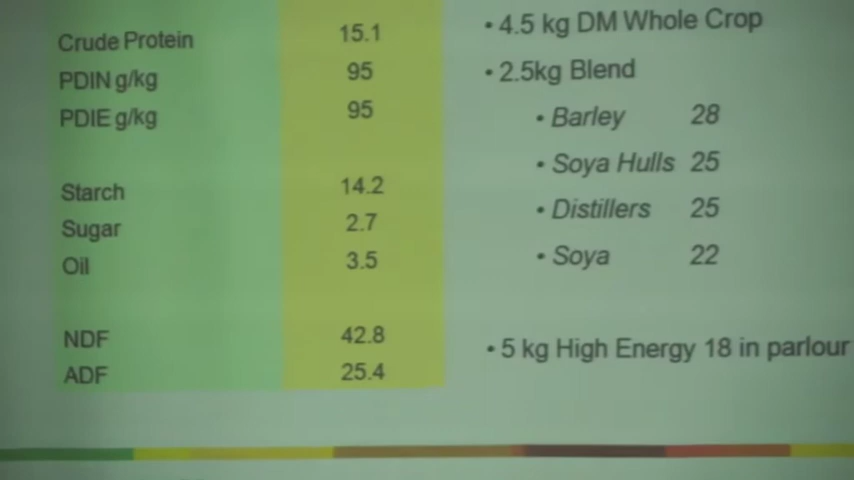 Crude Protein 15.1
PDIN g/kg 95
PDIE g/kg 95
Starch 14.2
Sugar 2.7
Oil 3.5
NDF 42.8
ADF 25.4
• 4.5 kg DM Whole Crop
• 2.5kg Blend
• Barley 28
• Soya Hulls 25
• Distillers 25
• Soya 22
• 5 kg High Energy 18 in parlour